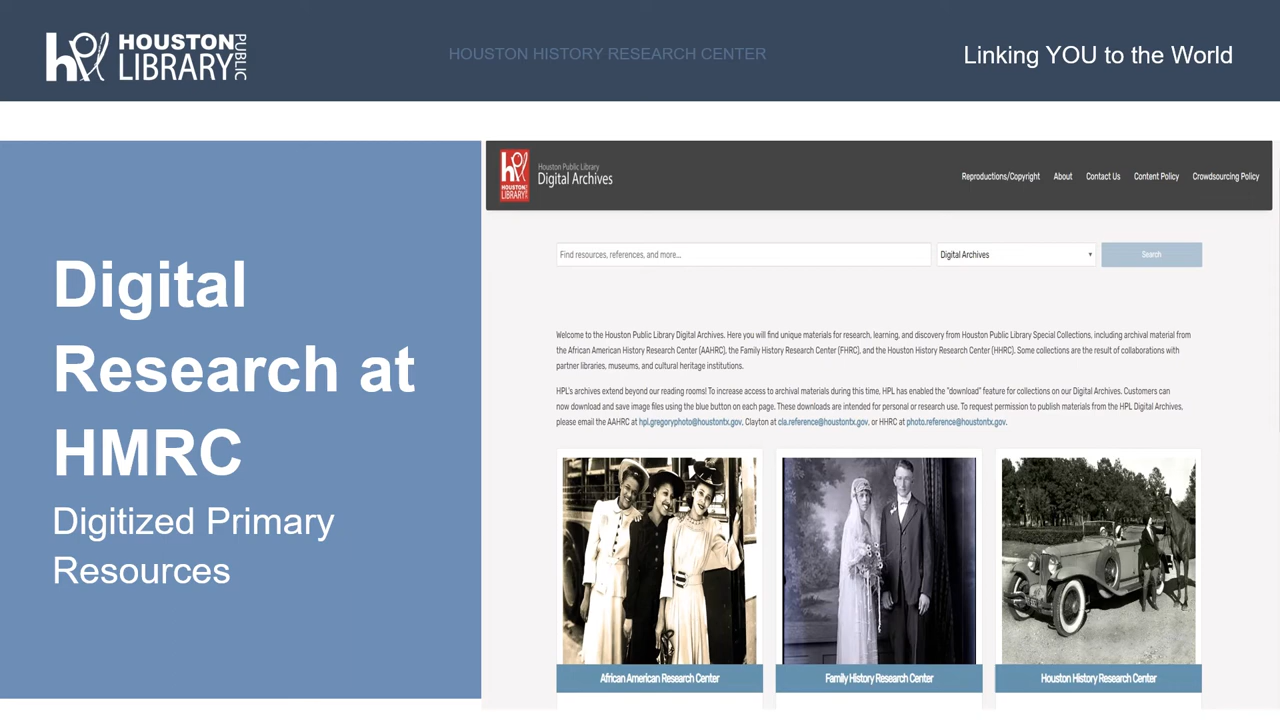 HOUSTON
LIBRARY
PUBLIC
HOUSTON HISTORY RESEARCH CENTER
Linking YOU to the World
Digital
Research at
HMRC
Digitized Primary
Resources
HOUSTON
LIBRARY
Houston Public Library
Digital Archives
Reproductions/Copyright About Contact Us Content Policy Crowdsourcing Policy
Find resources, references, and more...
Digital Archives
Search
Welcome to the Houston Public Library Digital Archives. Here you will find unique materials for research, learning, and discovery from Houston Public Library Special Collections, including archival material from
the African American History Research Center (AAHRC), the Family History Research Center (FHRC), and the Houston History Research Center (HHRC). Some collections are the result of collaborations with
partner libraries, museums, and cultural heritage institutions.
HPL's archives extend beyond our reading rooms! To increase access to archival materials during this time, HPL has enabled the "download" feature for collections on our Digital Archives. Customers can
now download and save image files using the blue button on each page. These downloads are intended for personal or research use. To request permission to publish materials from the HPL Digital Archives,
please email the AAHRC at hpl.gregoryphoto@houstontx.gov, Clayton at cla.reference@houstontx.gov, or HHRC at photo.reference@houstontx.gov.
African American Research Center
Family History Research Center
Houston History Research Center